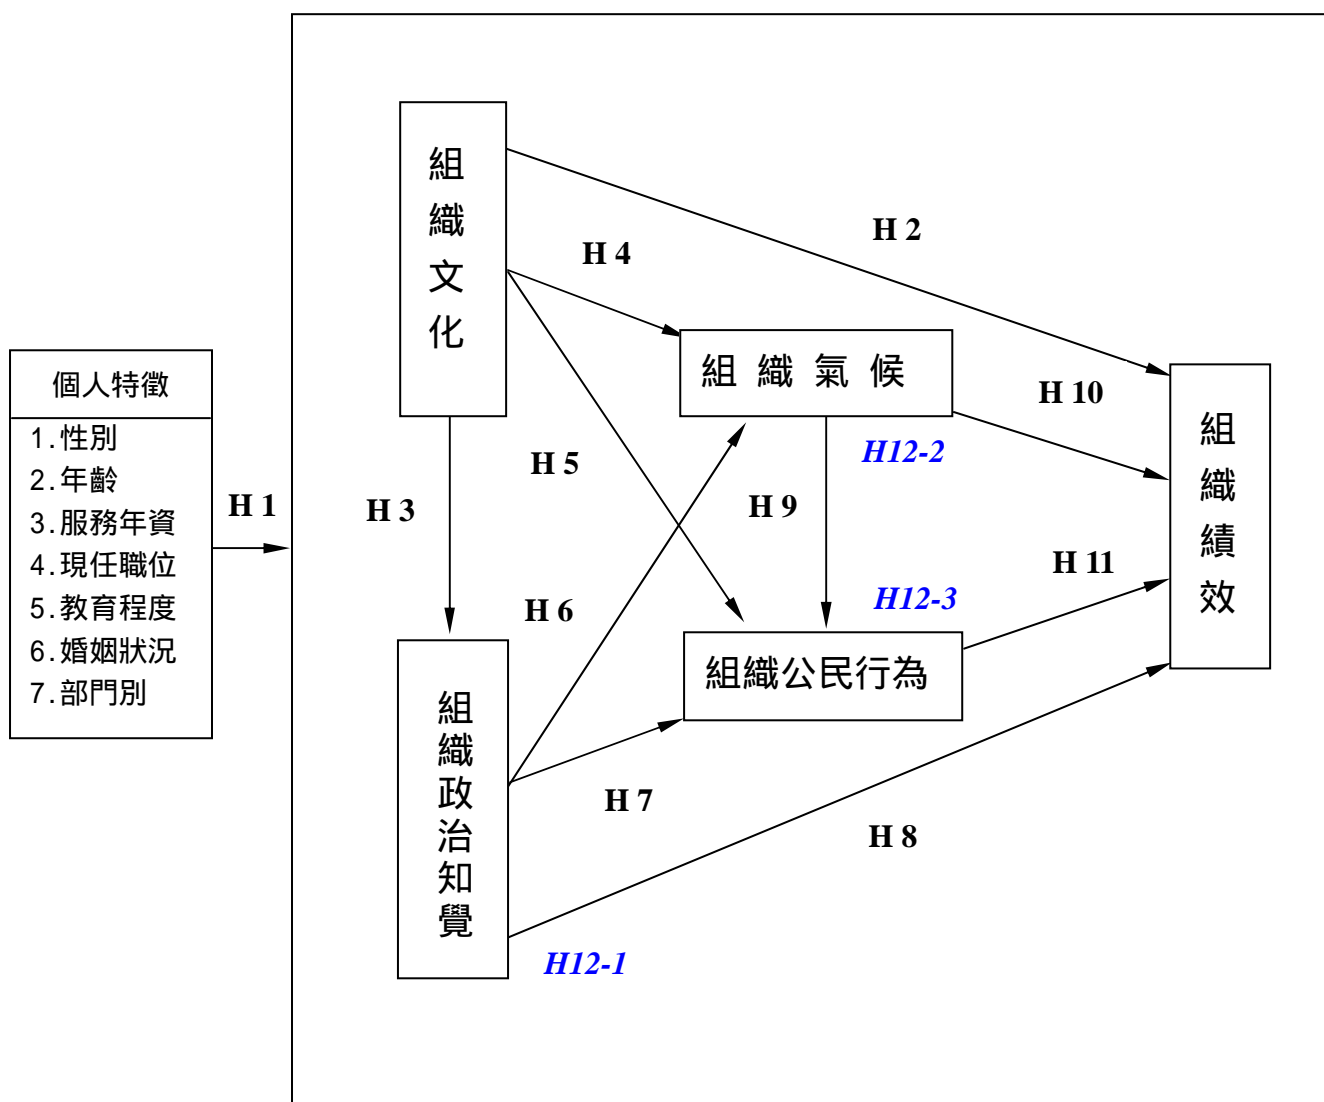 個人特徵
1.性別
2.年齡
3.服務年資
4.現任職位
5.教育程度
6.婚姻狀況
7.部門別
H 1
組織文化
H 2
H 4
H 3
H 5
組織氣候
H12-2
H 10
H 9
H 6
組織績效
H 11
H12-3
組織公民行為
組織政治知覺
H 7
H 8
H12-1